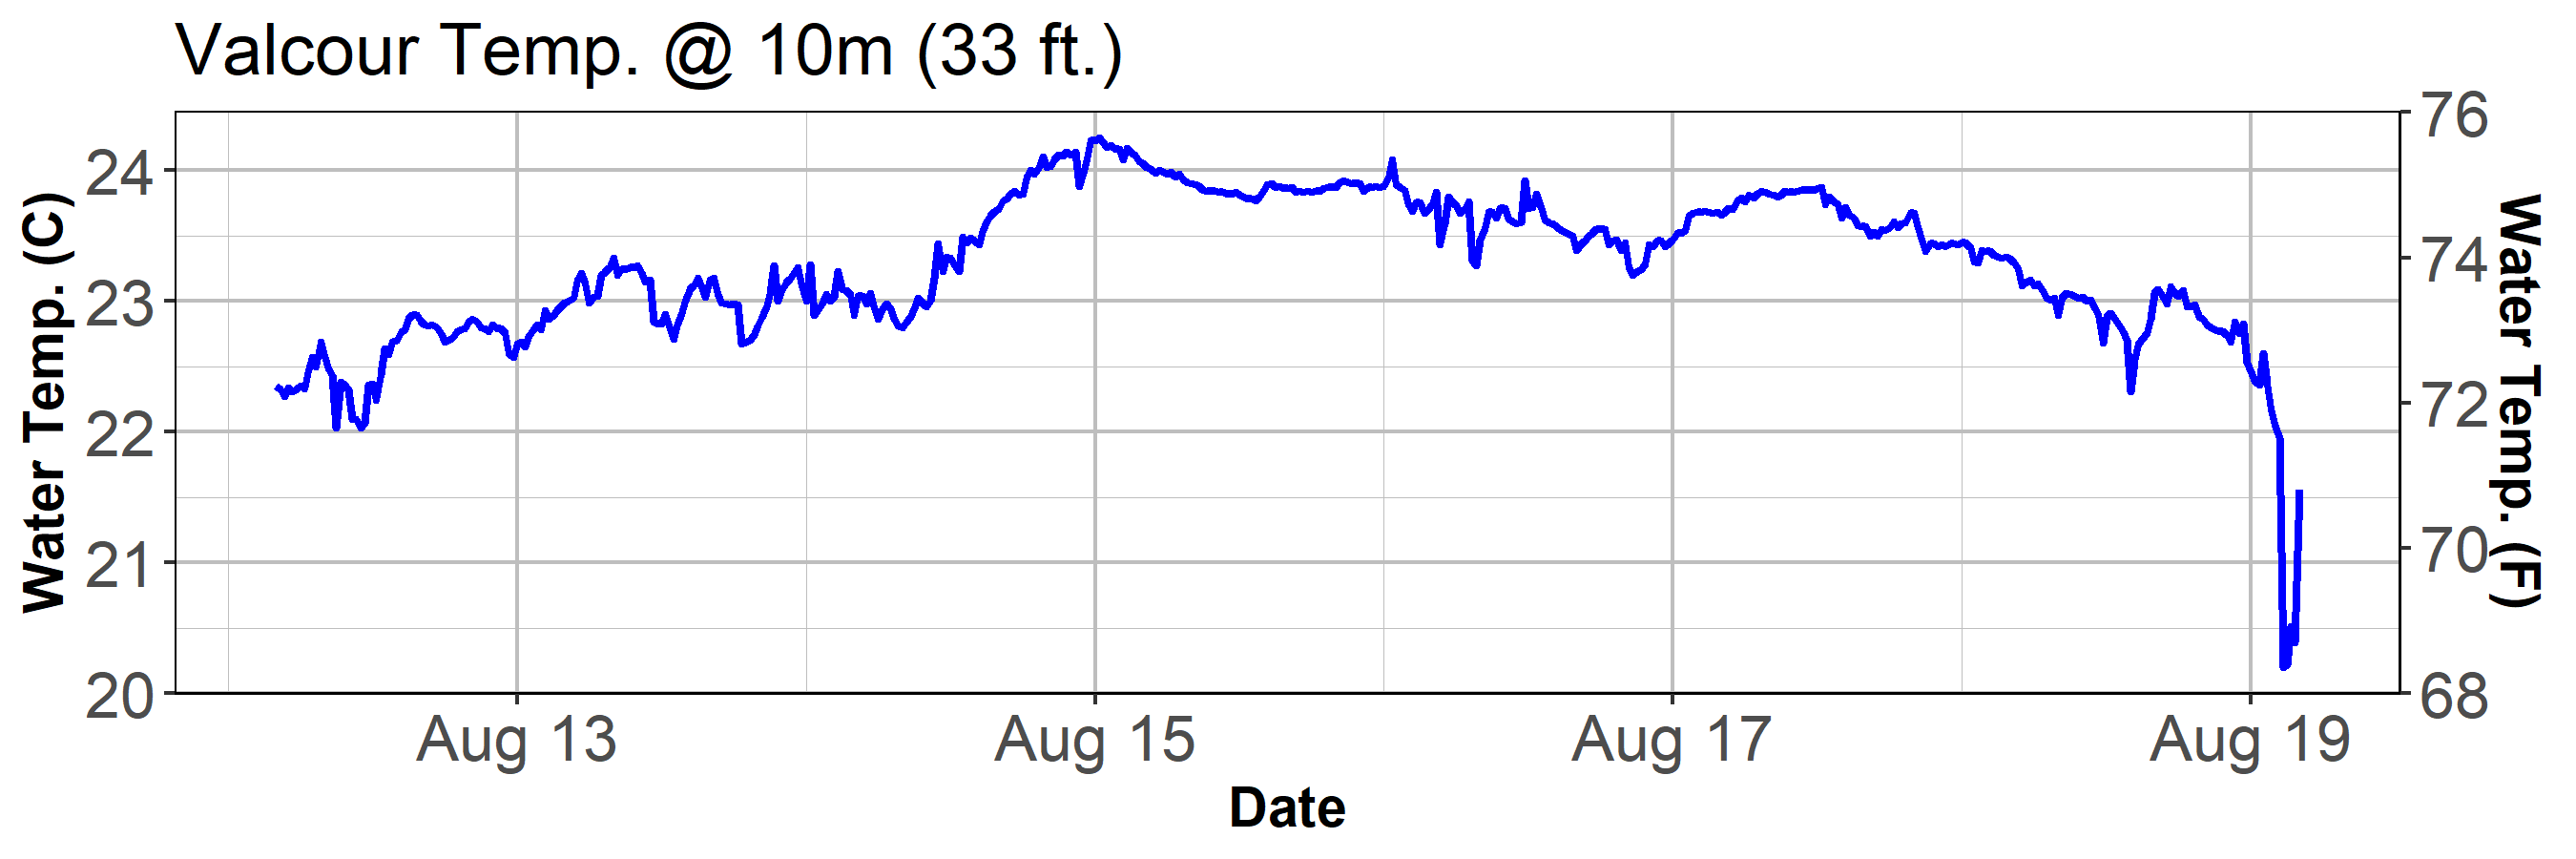 Valcour Temp. @ 10m (33 ft.)
Water Temp. (C)
24
23
22
21
20
76
74
72
70
68
Water Temp. (F)
Aug 13
Aug 15
Aug 17
Aug 19
Date